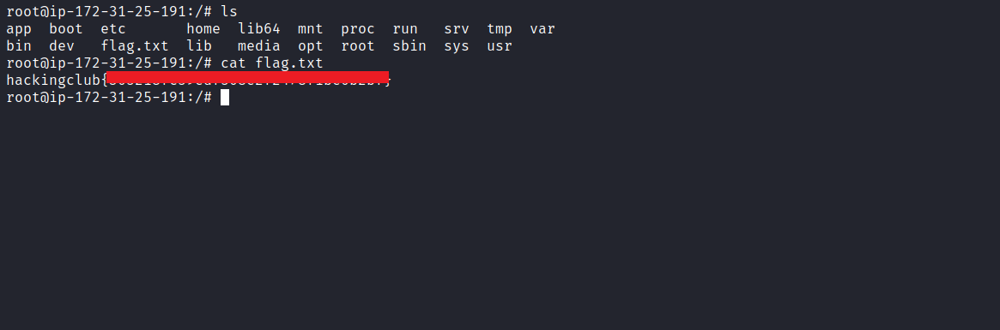 root@ip-172-31-25-191:/# ls
app  boot  etc       home  lib64  mnt  proc  run   srv  tmp  var
bin  dev   flag.txt  lib   media  opt  root  sbin  sys  usr
root@ip-172-31-25-191:/# cat flag.txt
hackingclub{
root@ip-172-31-25-191:/#